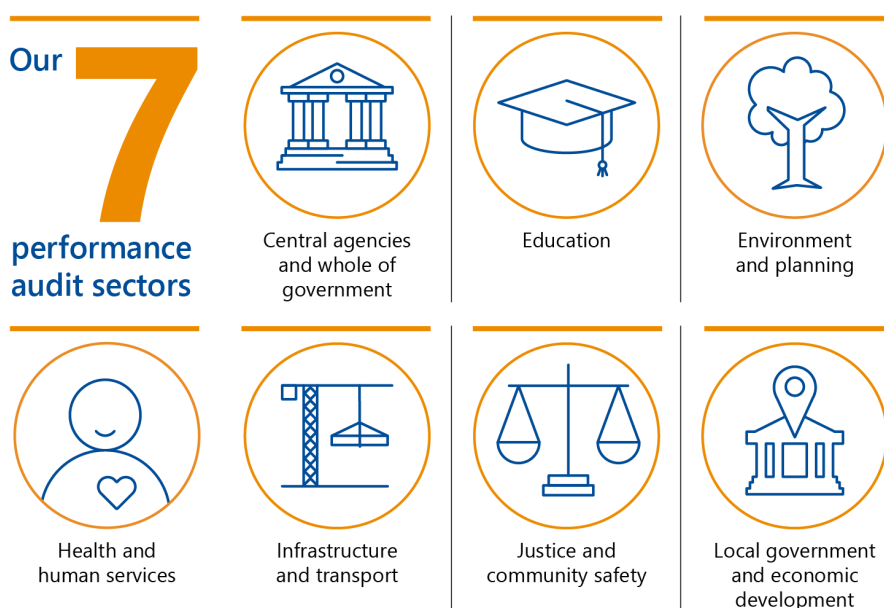 Our 7
performance
audit sectors
Central agencies
and whole of
government
Education
Environment
and planning
Health and
human services
Infrastructure
and transport
Justice and
community safety
Local government
and economic
development